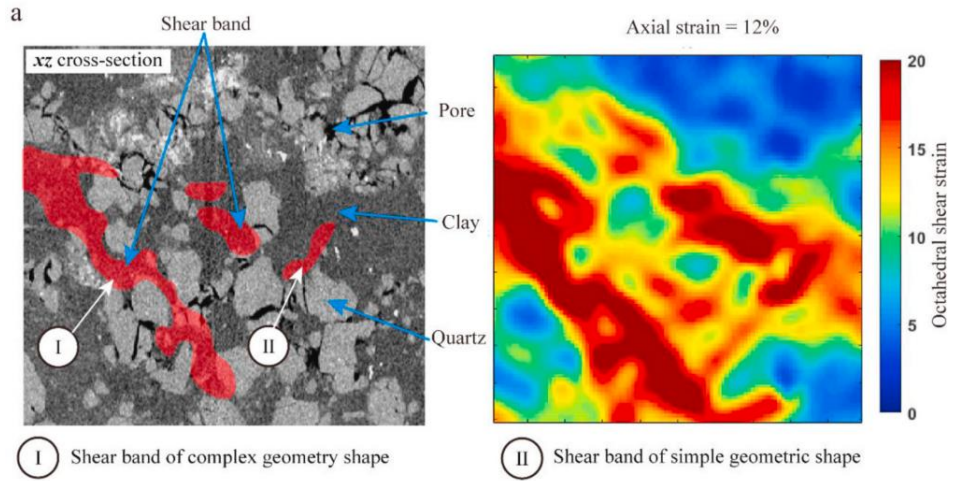 a
Shear band
xz cross-section
Pore
Clay
Quartz
I
II
Axial strain = 12%
20
15
10
5
0
Octahedral shear strain
I Shear band of complex geometry shape
II Shear band of simple geometric shape